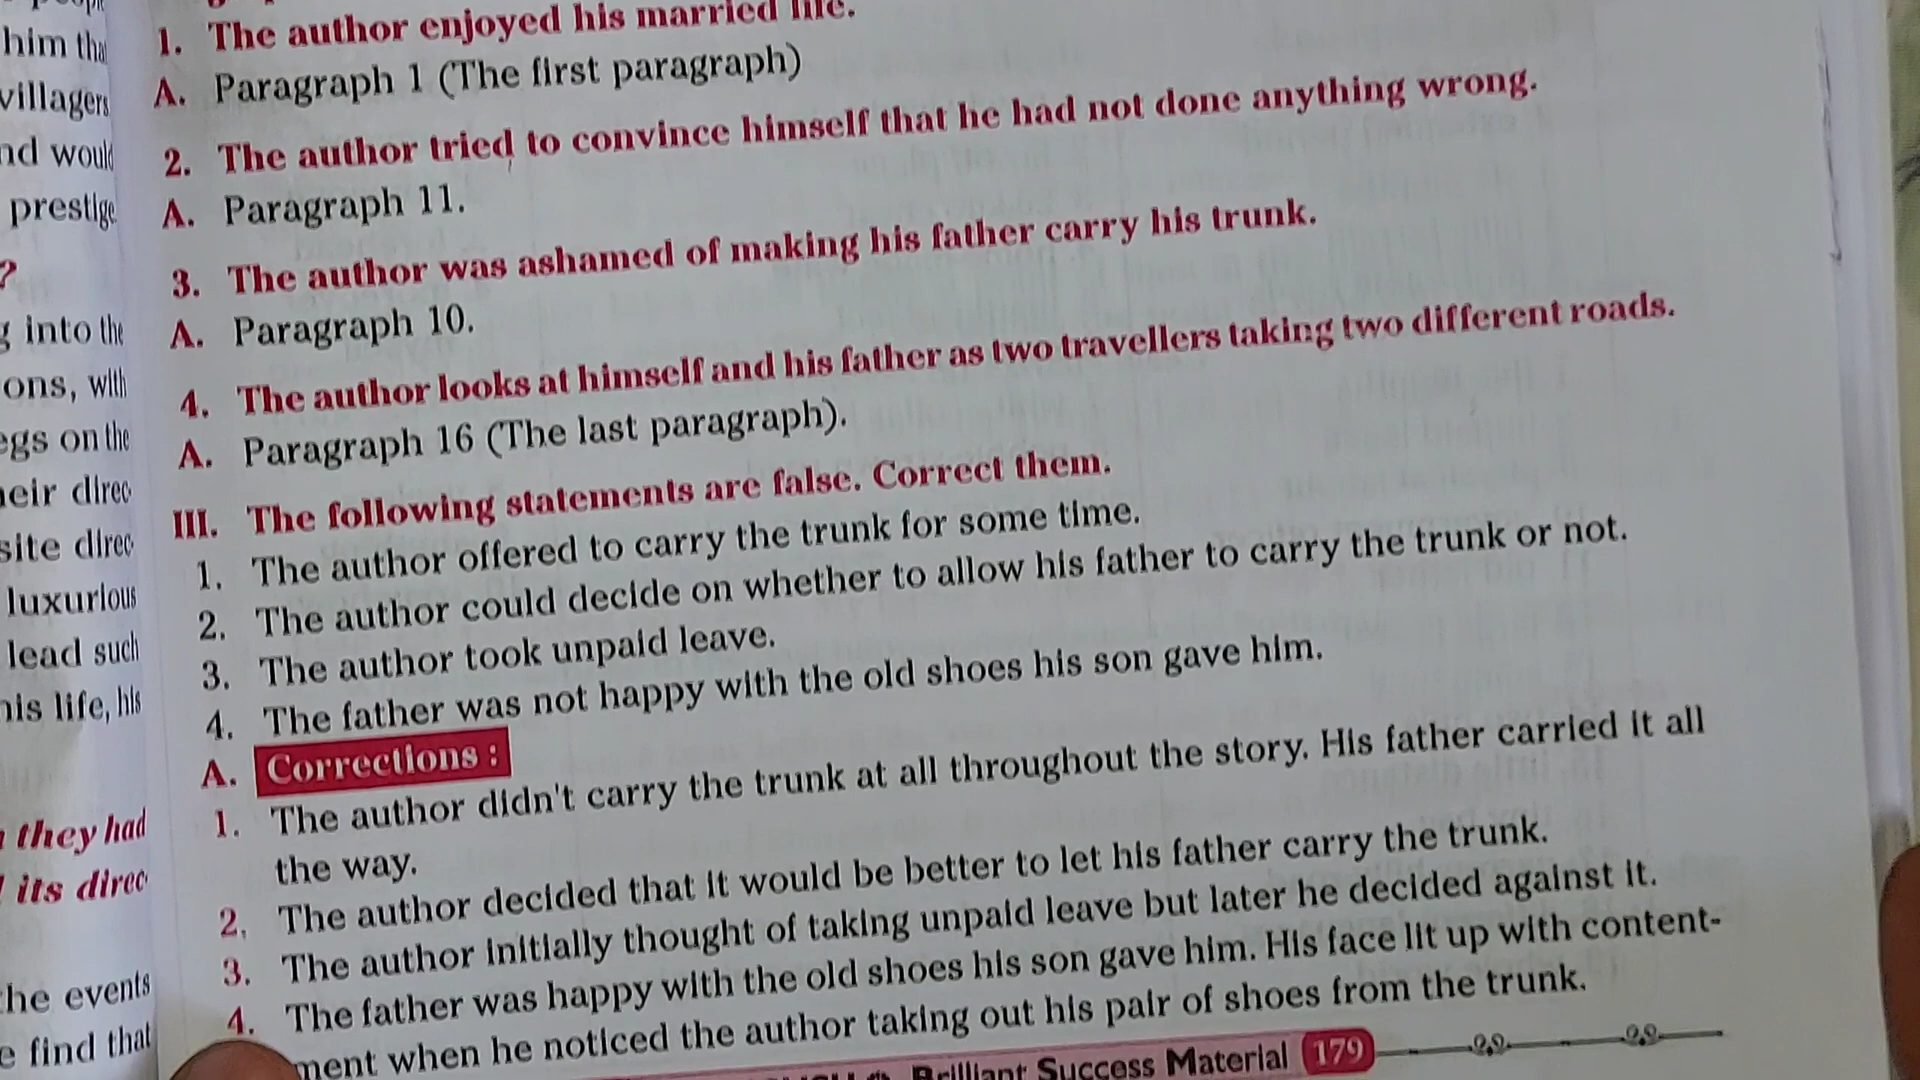 him tha
villagers
nd would
prestige
?
g into the
ons, with
egs on the
eir direc
site direc
luxurious
lead such
his life, his
they had
its direc
he events
e find that
1. The author enjoyed his married life.
A. Paragraph 1 (The first paragraph)
2. The author tried to convince himself that he had not done anything wrong.
A. Paragraph 11.
3. The author was ashamed of making his father carry his trunk.
A. Paragraph 10.
4. The author looks at himself and his father as two travellers taking two different roads.
A. Paragraph 16 (The last paragraph).
III. The following statements are false. Correct them.
1. The author offered to carry the trunk for some time.
2. The author could decide on whether to allow his father to carry the trunk or not.
3. The author took unpaid leave.
4. The father was not happy with the old shoes his son gave him.
A. Corrections :
1. The author didn't carry the trunk at all throughout the story. His father carried it all
the way.
2. The author decided that it would be better to let his father carry the trunk.
3. The author initially thought of taking unpaid leave but later he decided against it.
4. The father was happy with the old shoes his son gave him. His face lit up with content-
ment when he noticed the author taking out his pair of shoes from the trunk.
Brilliant Success Material 179